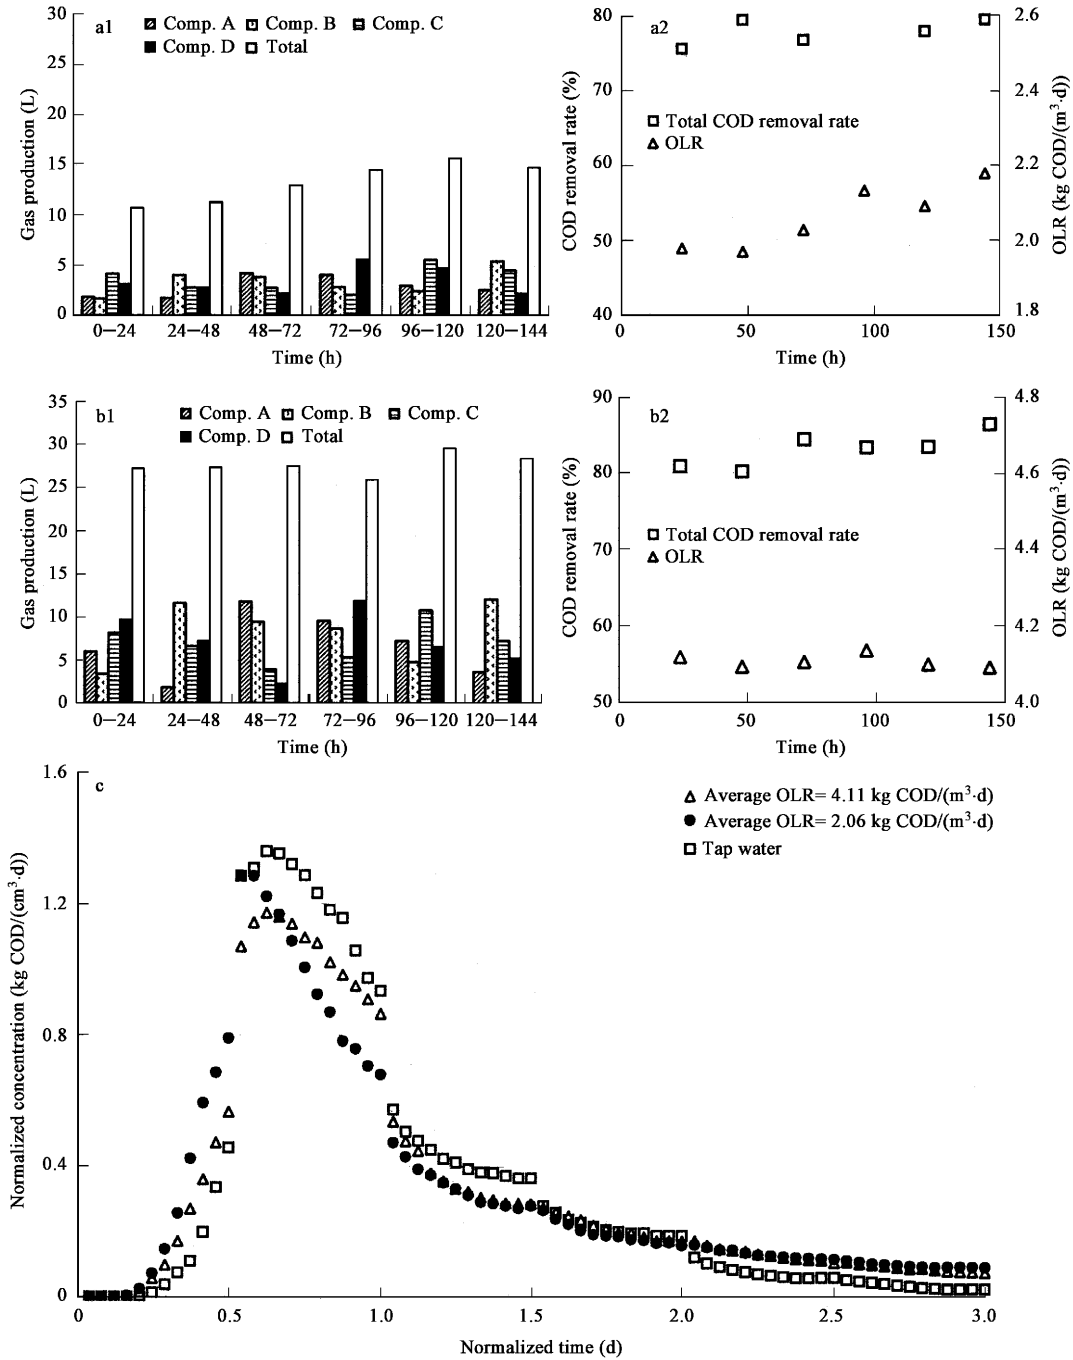 a1
Comp. A Comp. B Comp. C
Comp. D Total
30
25
20
15
10
5
0
Gas production (L)
0−24 24−48 48−72 72−96 96−120 120−144
Time (h)
a2
80
70
60
50
40
COD removal rate (%)
Total COD removal rate
OLR
2.6
2.4
2.2
2.0
1.8
OLR (kg COD/(m³·d)
0 50 100 150
Time (h)
b1
Comp. A Comp. B Comp. C
Comp. D Total
35
30
25
20
15
10
5
0
Gas production (L)
0−24 24−48 48−72 72−96 96−120 120−144
Time (h)
b2
90
80
70
60
50
COD removal rate (%)
Total COD removal rate
OLR
4.8
4.6
4.4
4.2
4.0
OLR (kg COD/(m³·d)
0 50 100 150
Time (h)
c
Average OLR= 4.11 kg COD/(m³·d)
Average OLR= 2.06 kg COD/(m³·d)
Tap water
1.6
1.2
0.8
0.4
0
Normalized concentration (kg COD/(cm³·d))
0 0.5 1.0 1.5 2.0 2.5 3.0
Normalized time (d)